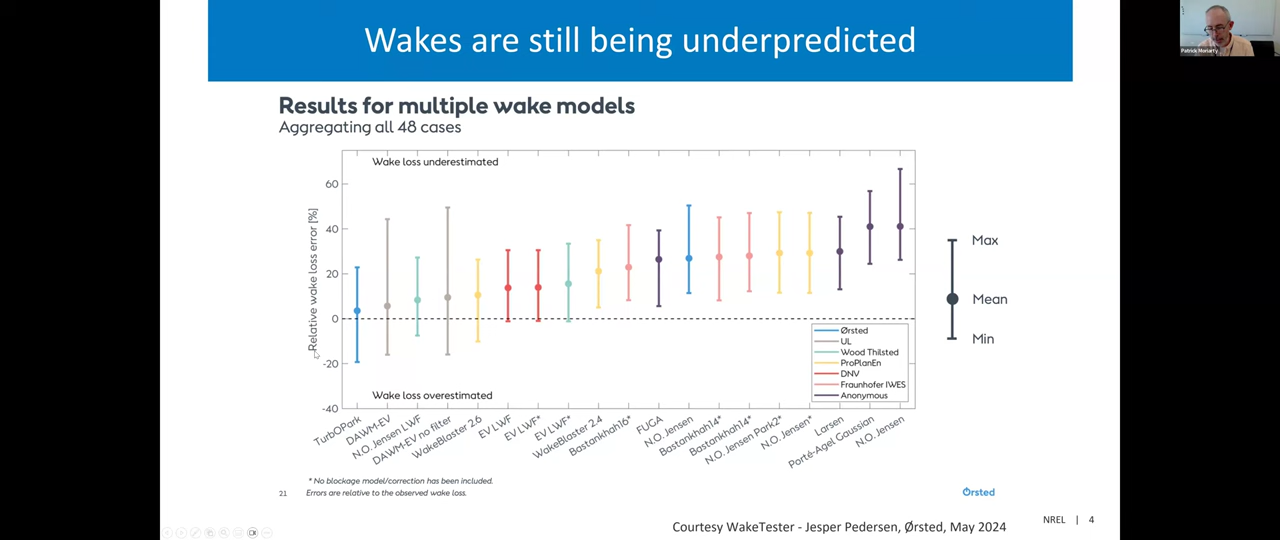 Wakes are still being underpredicted
Patrick Moriarty
Results for multiple wake models
Aggregating all 48 cases
Relative wake loss error [%]
Wake loss underestimated
60
40
20
0
-20
-40
Wake loss overestimated
Ørsted
UL
Wood Thilsted
ProPlanEn
DNV
Fraunhofer IWES
Anonymous
Max
Mean
Min
TurbOPark
DAWM-EV
N.O. Jensen LWF
DAWM-EV no filter
WakeBlaster 2.6
EV LWF
EV LWF*
EV LWF*
WakeBlaster 2.4
Bastankhah16*
FUGA
N.O. Jensen
Bastankhah14*
Bastankhah14*
N.O. Jensen Park2*
N.O. Jensen*
Larsen
Porté-Agel Gaussian
N.O. Jensen
* No blockage model/correction has been included.
21
Errors are relative to the observed wake loss.
Ørsted
Courtesy WakeTester - Jesper Pedersen, Ørsted, May 2024
NREL | 4